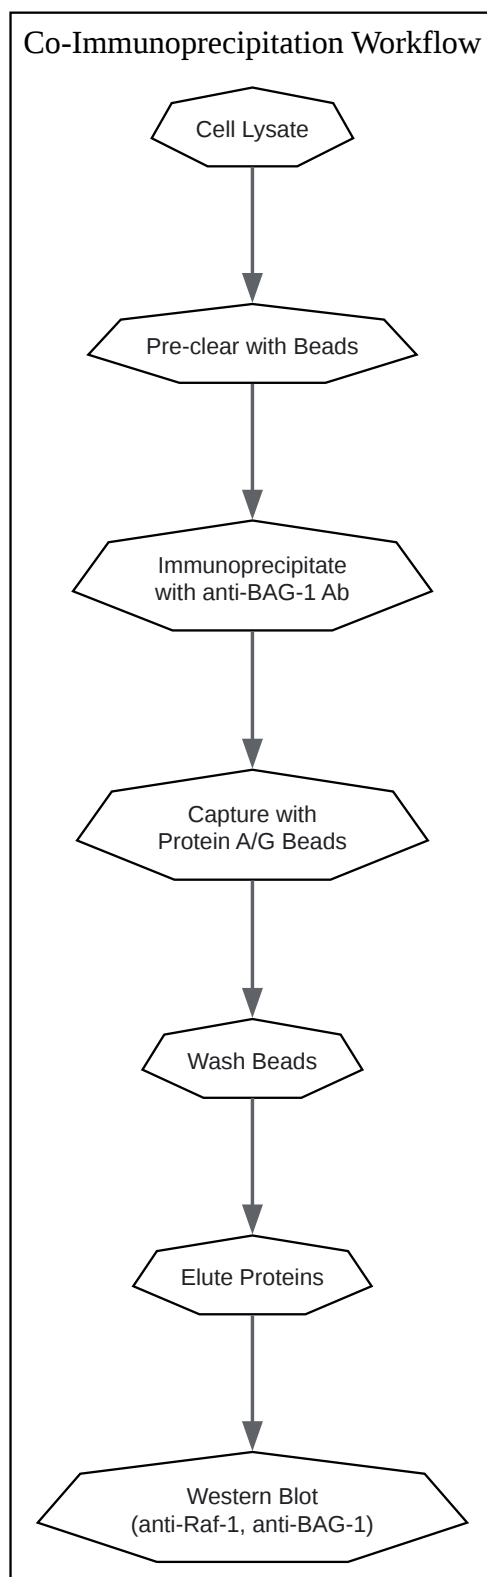 Co-Immunoprecipitation Workflow
Cell Lysate
Pre-clear with Beads
Immunoprecipitate
with anti-BAG-1 Ab
Capture with
Protein A/G Beads
Wash Beads
Elute Proteins
Western Blot
(anti-Raf-1, anti-BAG-1)